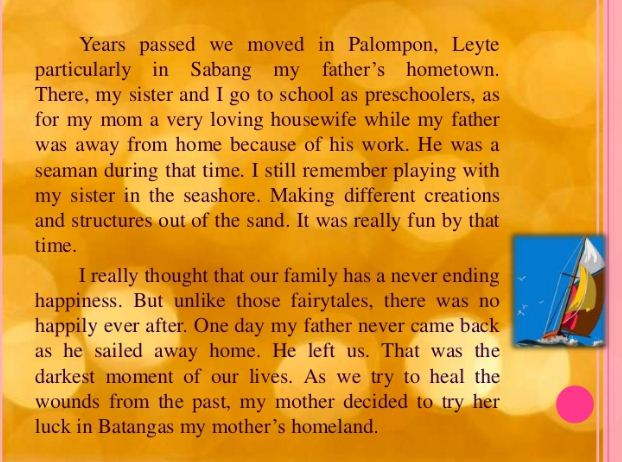 Years passed we moved in Palompon, Leyte
particularly in Sabang my father’s hometown.
There, my sister and I go to school as preschoolers, as
for my mom a very loving housewife while my father
was away from home because of his work. He was a
seaman during that time. I still remember playing with
my sister in the seashore. Making different creations
and structures out of the sand. It was really fun by that
time.
I really thought that our family has a never ending
happiness. But unlike those fairytales, there was no
happily ever after. One day my father never came back
as he sailed away home. He left us. That was the
darkest moment of our lives. As we try to heal the
wounds from the past, my mother decided to try her
luck in Batangas my mother’s homeland.